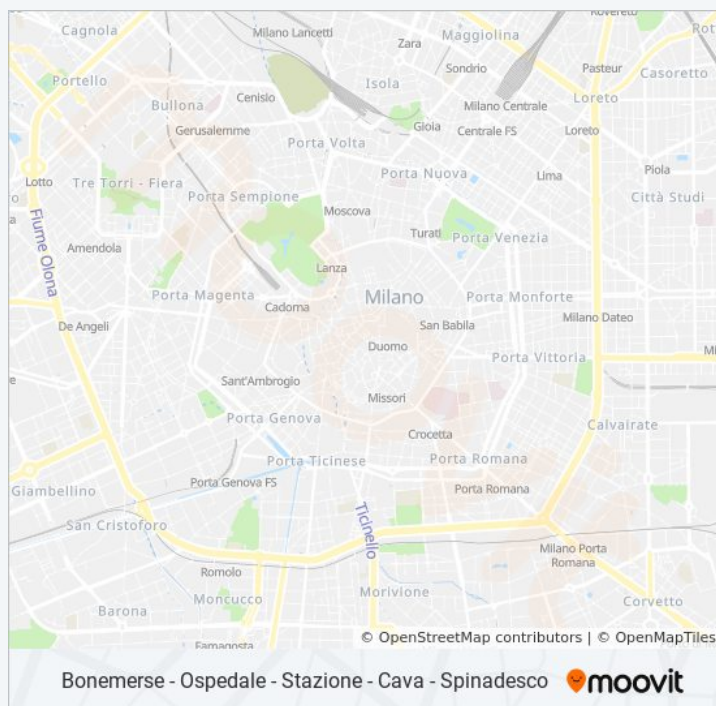 Cagnola
Milano Lancetti
Zara
Maggiolina
Rovereto
Sondrio
Pasteur
Casoretto
Portello
Isola
Bullona
Cenisio
Milano Centrale
Loreto
Gerusalemme
Gioia
Centrale FS
Loreto
Porta Volta
Lotto
Tre Torri - Fiera
Porta Nuova
Lima
Piola
Porta Sempione
Città Studi
Moscova
Fiume Olona
Amendola
Turati
Porta Venezia
Lanza
Porta Magenta
Cadorna
Milano
Porta Monforte
De Angeli
San Babila
Milano Dateo
Duomo
Porta Vittoria
Sant'Ambrogio
Missori
Porta Genova
Crocetta
Calvairate
Porta Ticinese
Porta Romana
Giambellino
Porta Genova FS
Porta Romana
San Cristoforo
Ticinello
Milano Porta
Romana
Romolo
Moncucco
Morivione
Barona
Corvetto
Famagosta
© OpenStreetMap contributors | © OpenMapTiles
Bonemerse - Ospedale - Stazione - Cava - Spinadesco
moovit